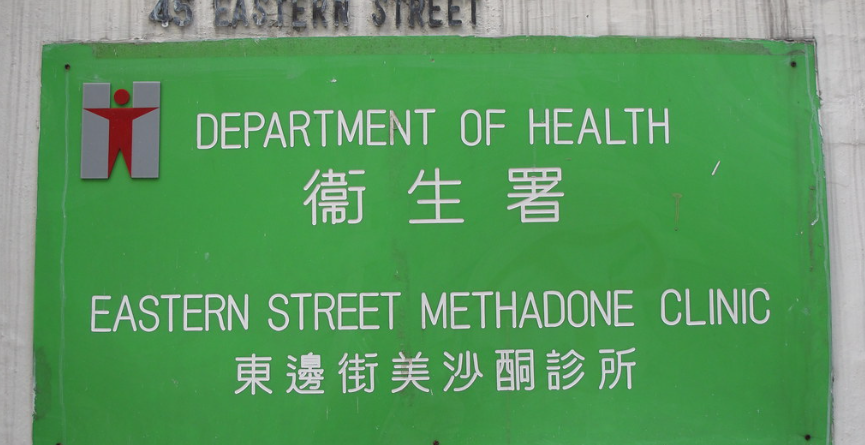 45 EASTERN STREET
DEPARTMENT OF HEALTH
衞生署
EASTERN STREET METHADONE CLINIC
東邊街美沙酮診所